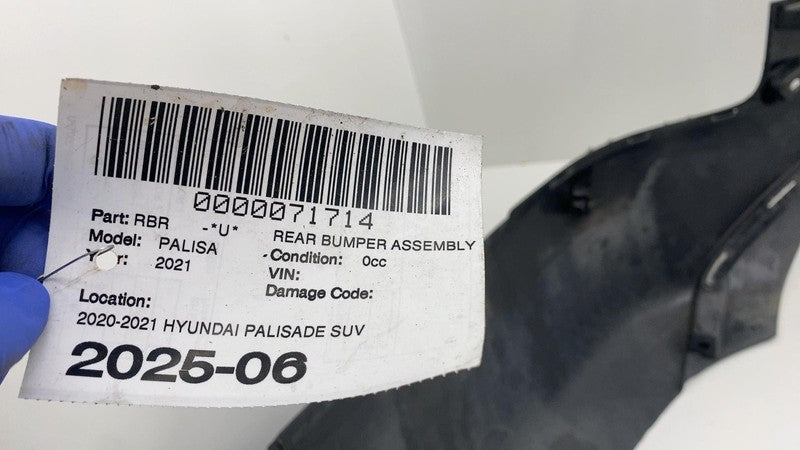 0000071714
Part: RBR -*U* REAR BUMPER ASSEMBLY
Model: PALISA Condition: 0cc
Year: 2021 VIN:
Damage Code:
Location:
2020-2021 HYUNDAI PALISADE SUV
2025-06